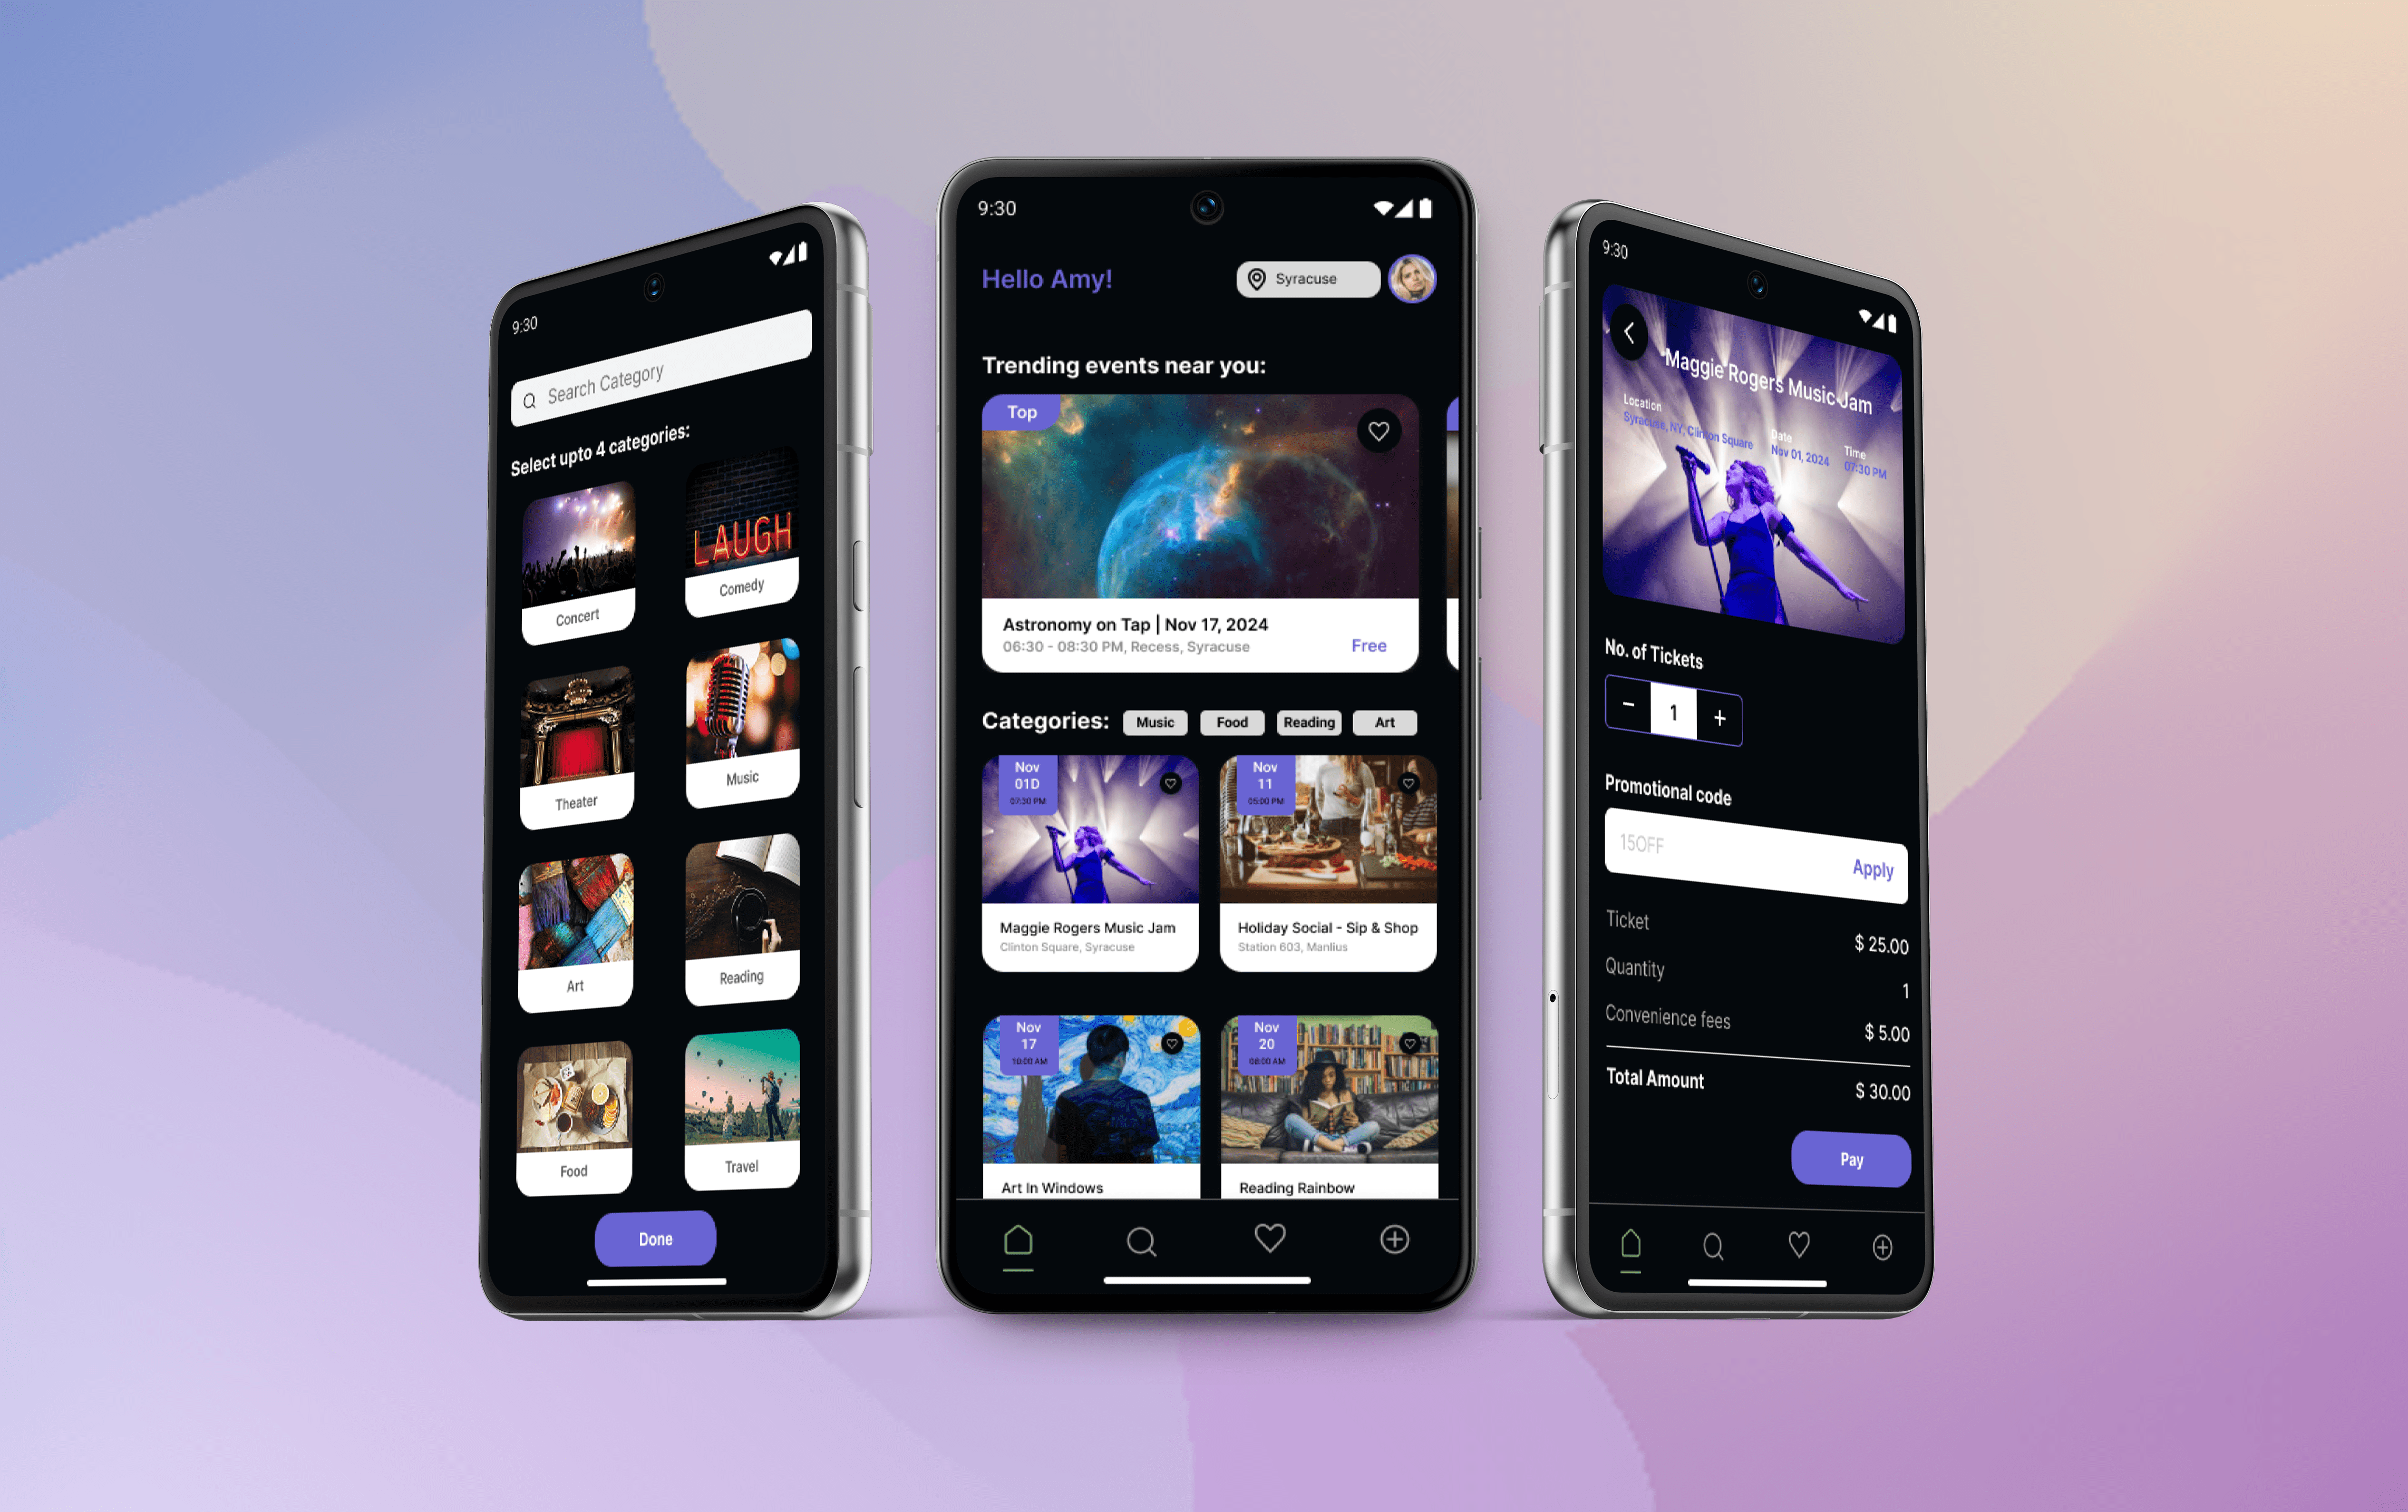 9:30
Search Category
Select upto 4 categories:
Concert
LAUGH
Comedy
Theater
Music
Art
Reading
Food
Travel
Done
9:30
Hello Amy!
Syracuse
Trending events near you:
Top
Astronomy on Tap | Nov 17, 2024
06:30 - 08:30 PM, Recess, Syracuse
Free
Categories:
Music
Food
Reading
Art
Nov
01D
07:30 PM
Maggie Rogers Music Jam
Clinton Square, Syracuse
Nov
11
05:00 PM
Holiday Social - Sip & Shop
Station 603, Manlius
Nov
17
10:00 AM
Art In Windows
Nov
20
08:00 AM
Reading Rainbow
9:30
Maggie Rogers Music Jam
Location
Syracuse, NY, Clinton Square
Date
Nov 01, 2024
Time
07:30 PM
No. of Tickets
− 1 +
Promotional code
15OFF
Apply
Ticket
$ 25.00
Quantity
1
Convenience fees
$ 5.00
Total Amount
$ 30.00
Pay